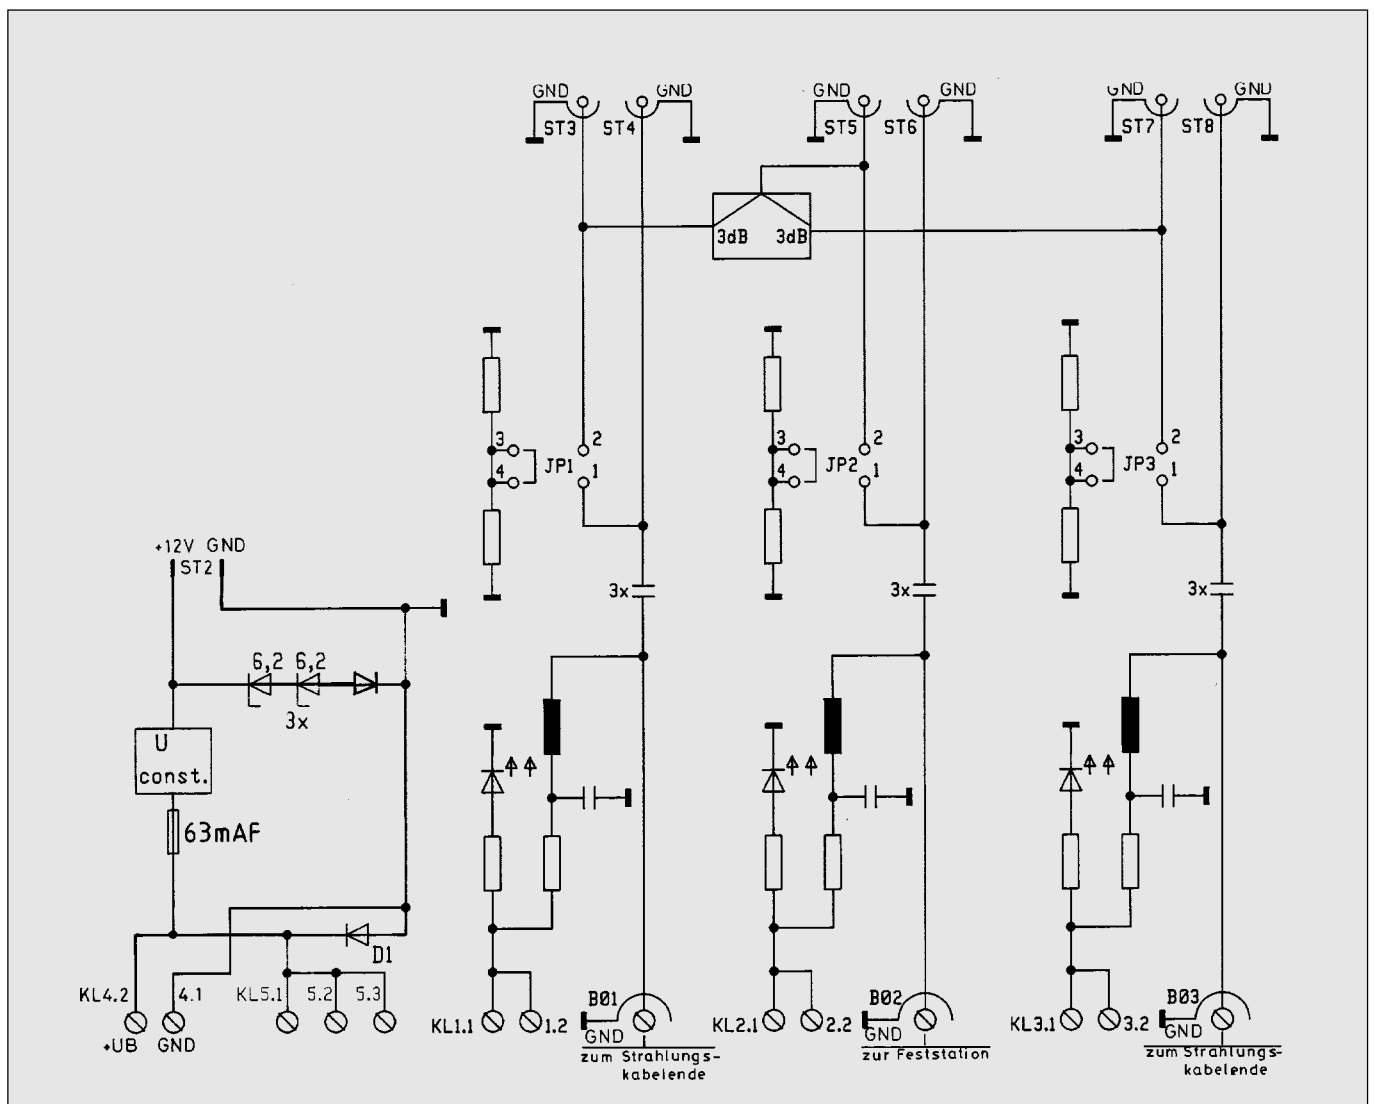 GND GND GND GND GND GND
ST3 ST4 ST5 ST6 ST7 ST8
3dB 3dB
3 2 3 2 3 2
JP1 JP2 JP3
4 1 4 1 4 1
+12V GND
ST2
3x 3x 3x
6,2 6,2
3x
U
const.
63mAF
D1
KL4.2 4.1 KL5.1 5.2 5.3
+UB GND
B01 B02 B03
KL1.1 1.2 KL2.1 2.2 KL3.1 3.2
GND GND GND
zum Strahlungs-
kabelende
zur Feststation
zum Strahlungs-
kabelende